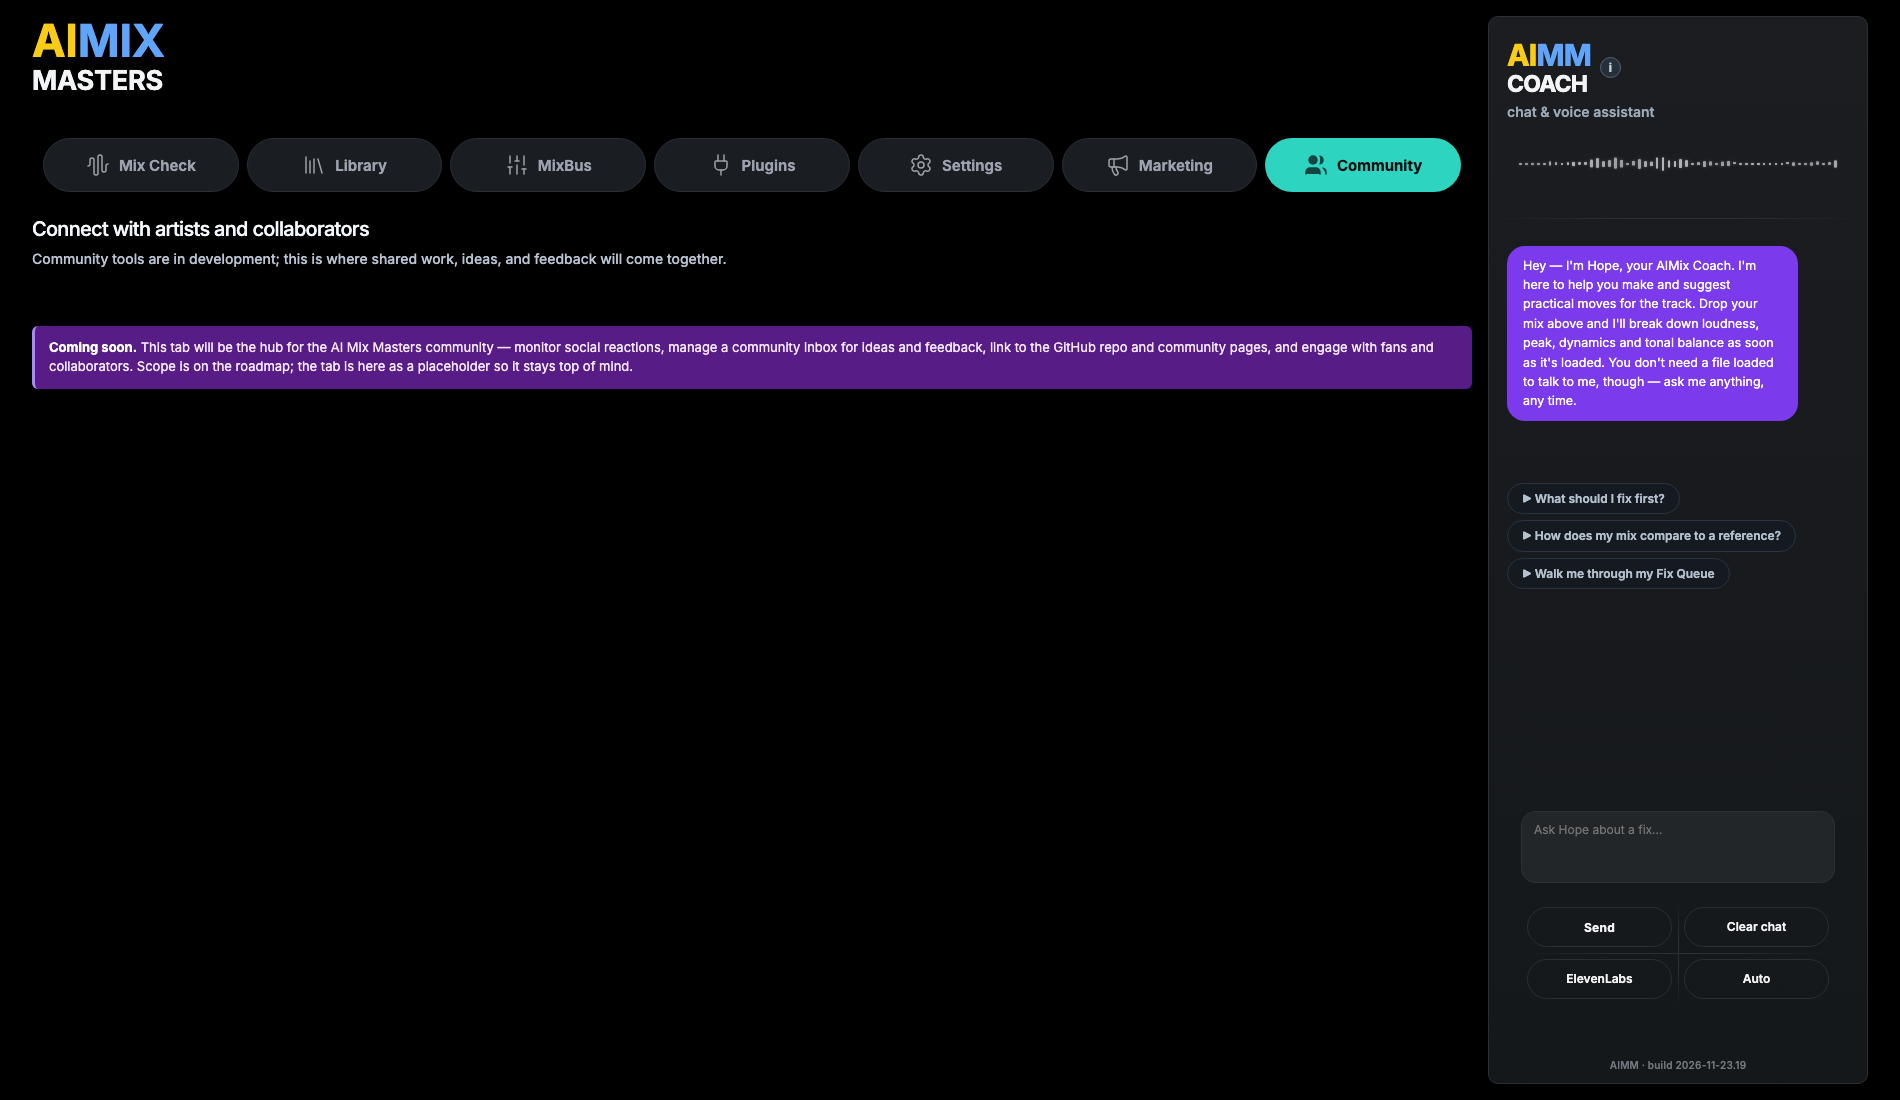 AIMIX
MASTERS
Mix Check
Library
MixBus
Plugins
Settings
Marketing
Community
Connect with artists and collaborators
Community tools are in development; this is where shared work, ideas, and feedback will come together.
Coming soon. This tab will be the hub for the AI Mix Masters community — monitor social reactions, manage a community inbox for ideas and feedback, link to the GitHub repo and community pages, and engage with fans and
collaborators. Scope is on the roadmap; the tab is here as a placeholder so it stays top of mind.
AIMM
COACH
i
chat & voice assistant
Hey — I'm Hope, your AIMix Coach. I'm
here to help you make and suggest
practical moves for the track. Drop your
mix above and I'll break down loudness,
peak, dynamics and tonal balance as soon
as it's loaded. You don't need a file loaded
to talk to me, though — ask me anything,
any time.
▶ What should I fix first?
▶ How does my mix compare to a reference?
▶ Walk me through my Fix Queue
Ask Hope about a fix...
Send
Clear chat
ElevenLabs
Auto
AIMM · build 2026-11-23.19